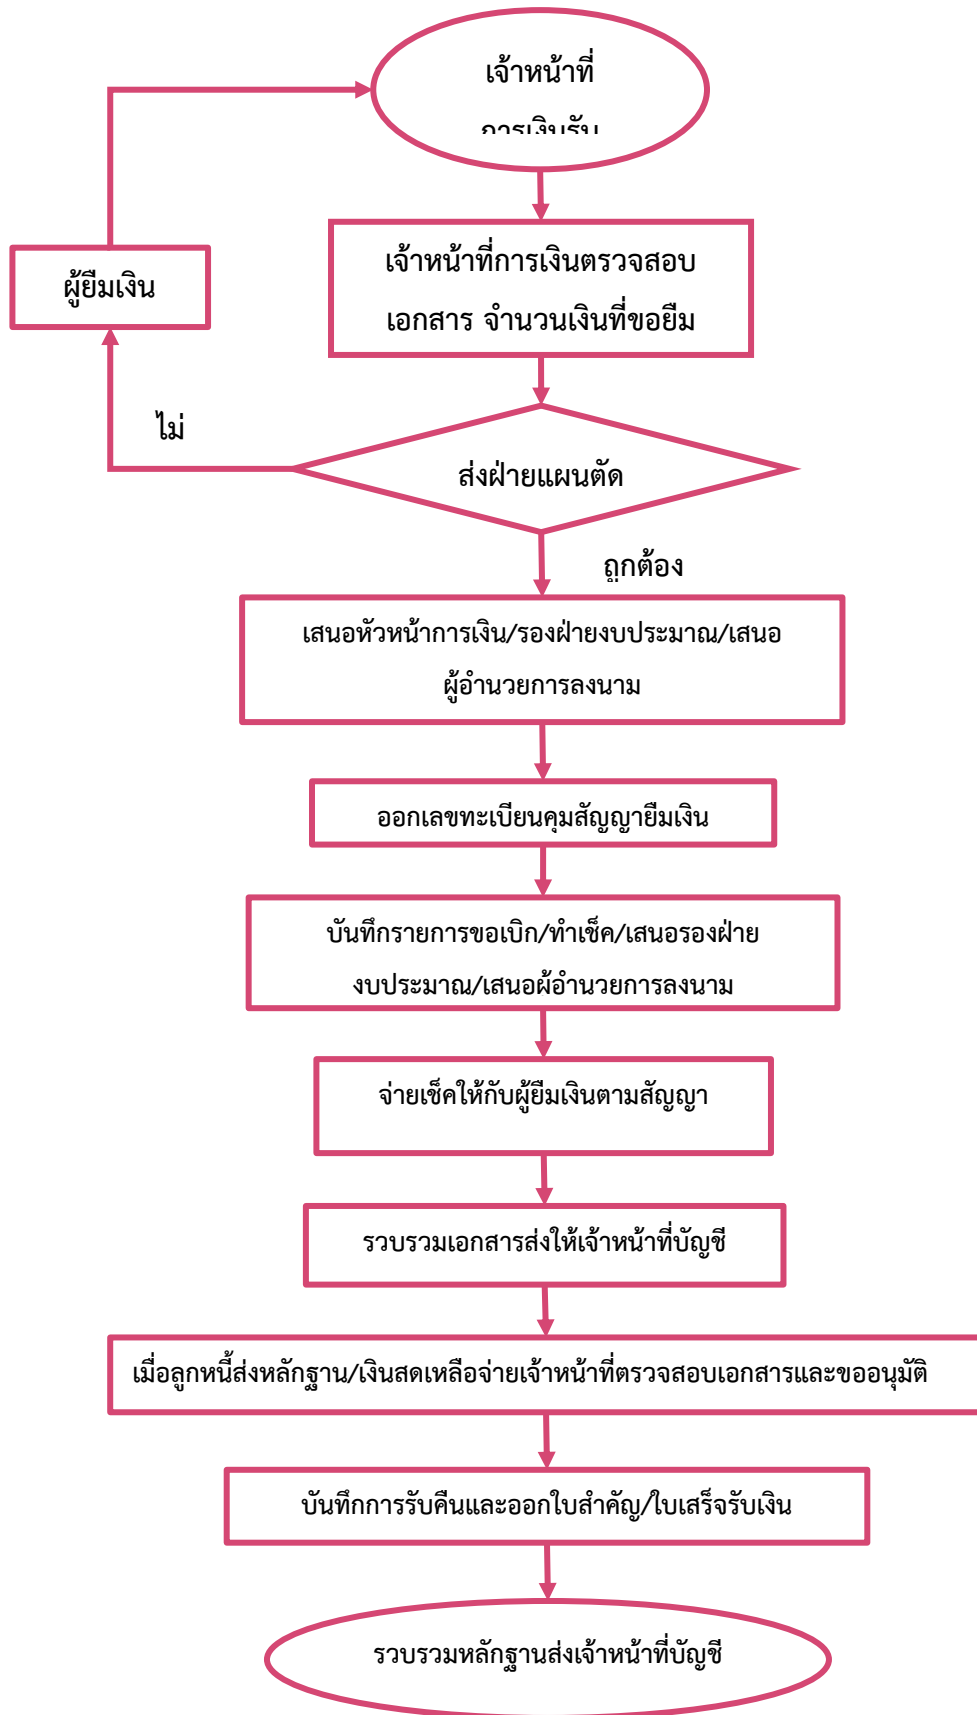 เจ้าหน้าที่
การเงินรับ
เจ้าหน้าที่การเงินตรวจสอบ
เอกสาร จำนวนเงินที่ขอยืม
ผู้ยืมเงิน
ไม่
ส่งฝ่ายแผนตัด
ถูกต้อง
เสนอหัวหน้าการเงิน/รองฝ่ายงบประมาณ/เสนอ
ผู้อำนวยการลงนาม
ออกเลขทะเบียนคุมสัญญายืมเงิน
บันทึกรายการขอเบิก/ทำเช็ค/เสนอรองฝ่าย
งบประมาณ/เสนอผู้อำนวยการลงนาม
จ่ายเช็คให้กับผู้ยืมเงินตามสัญญา
รวบรวมเอกสารส่งให้เจ้าหน้าที่บัญชี
เมื่อลูกหนี้ส่งหลักฐาน/เงินสดเหลือจ่ายเจ้าหน้าที่ตรวจสอบเอกสารและขออนุมัติ
บันทึกการรับคืนและออกใบสำคัญ/ใบเสร็จรับเงิน
รวบรวมหลักฐานส่งเจ้าหน้าที่บัญชี